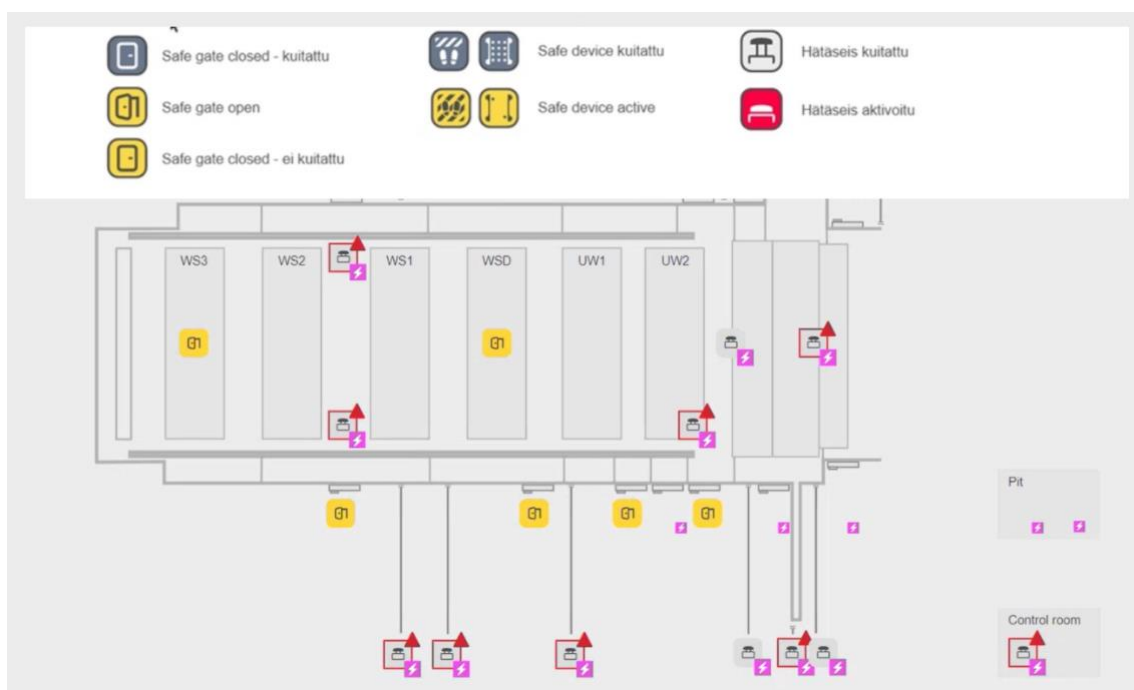 Safe gate closed - kuitattu
Safe device kuitattu
Hätäseis kuitattu
Safe gate open
Safe device active
Hätäseis aktivoitu
Safe gate closed - ei kuitattu
WS3
WS2
WS1
WSD
UW1
UW2
Pit
Control room